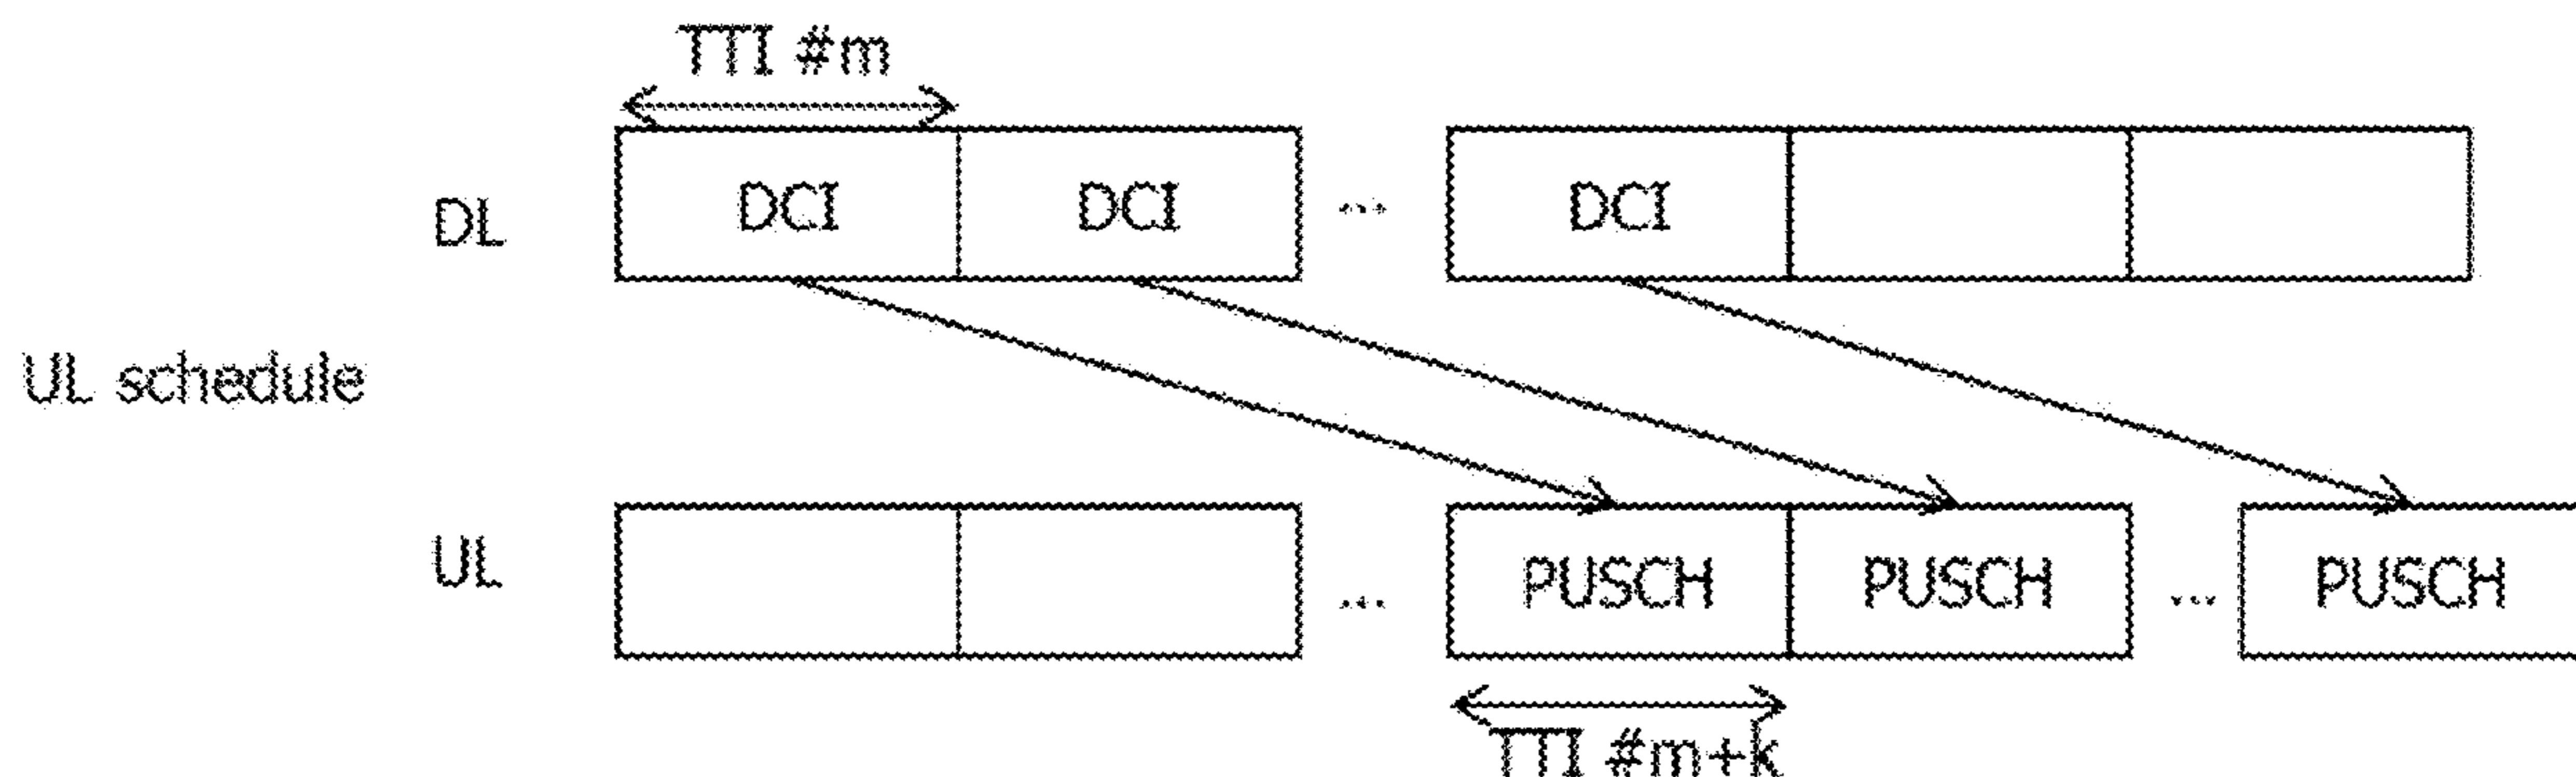 TTI #m
DL DCI DCI ... DCI
UL schedule
UL ... PUSCH PUSCH ... PUSCH
TTI #m+k